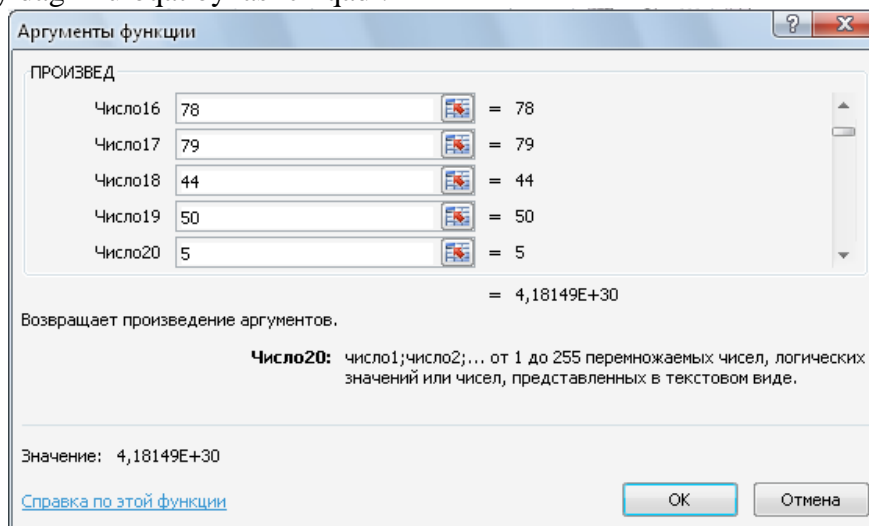 Аргументы функции
ПРОИЗВЕД
Число16 78 = 78
Число17 79 = 79
Число18 44 = 44
Число19 50 = 50
Число20 5 = 5
= 4,18149E+30
Возвращает произведение аргументов.
Число20: число1;число2;... от 1 до 255 перемножаемых чисел, логических
значений или чисел, представленных в текстовом виде.
Значение: 4,18149E+30
Справка по этой функции
ОК Отмена